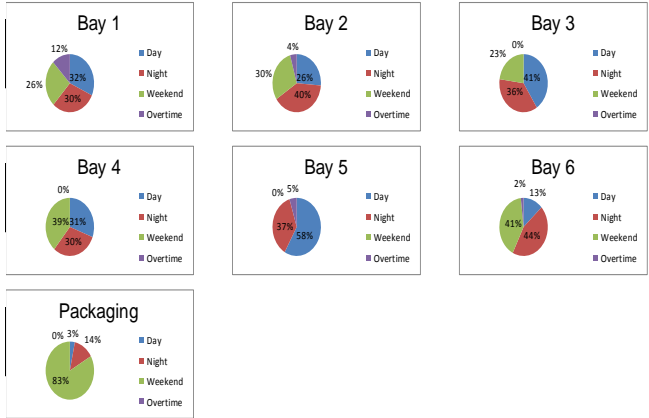 Bay 1
12%
32%
26%
30%
Day
Night
Weekend
Overtime
Bay 2
4%
26%
30%
40%
Day
Night
Weekend
Overtime
Bay 3
0%
23%
41%
36%
Day
Night
Weekend
Overtime
Bay 4
0%
39% 31%
30%
Day
Night
Weekend
Overtime
Bay 5
0% 5%
37%
58%
Day
Night
Weekend
Overtime
Bay 6
2%
13%
41%
44%
Day
Night
Weekend
Overtime
Packaging
0% 3%
14%
83%
Day
Night
Weekend
Overtime